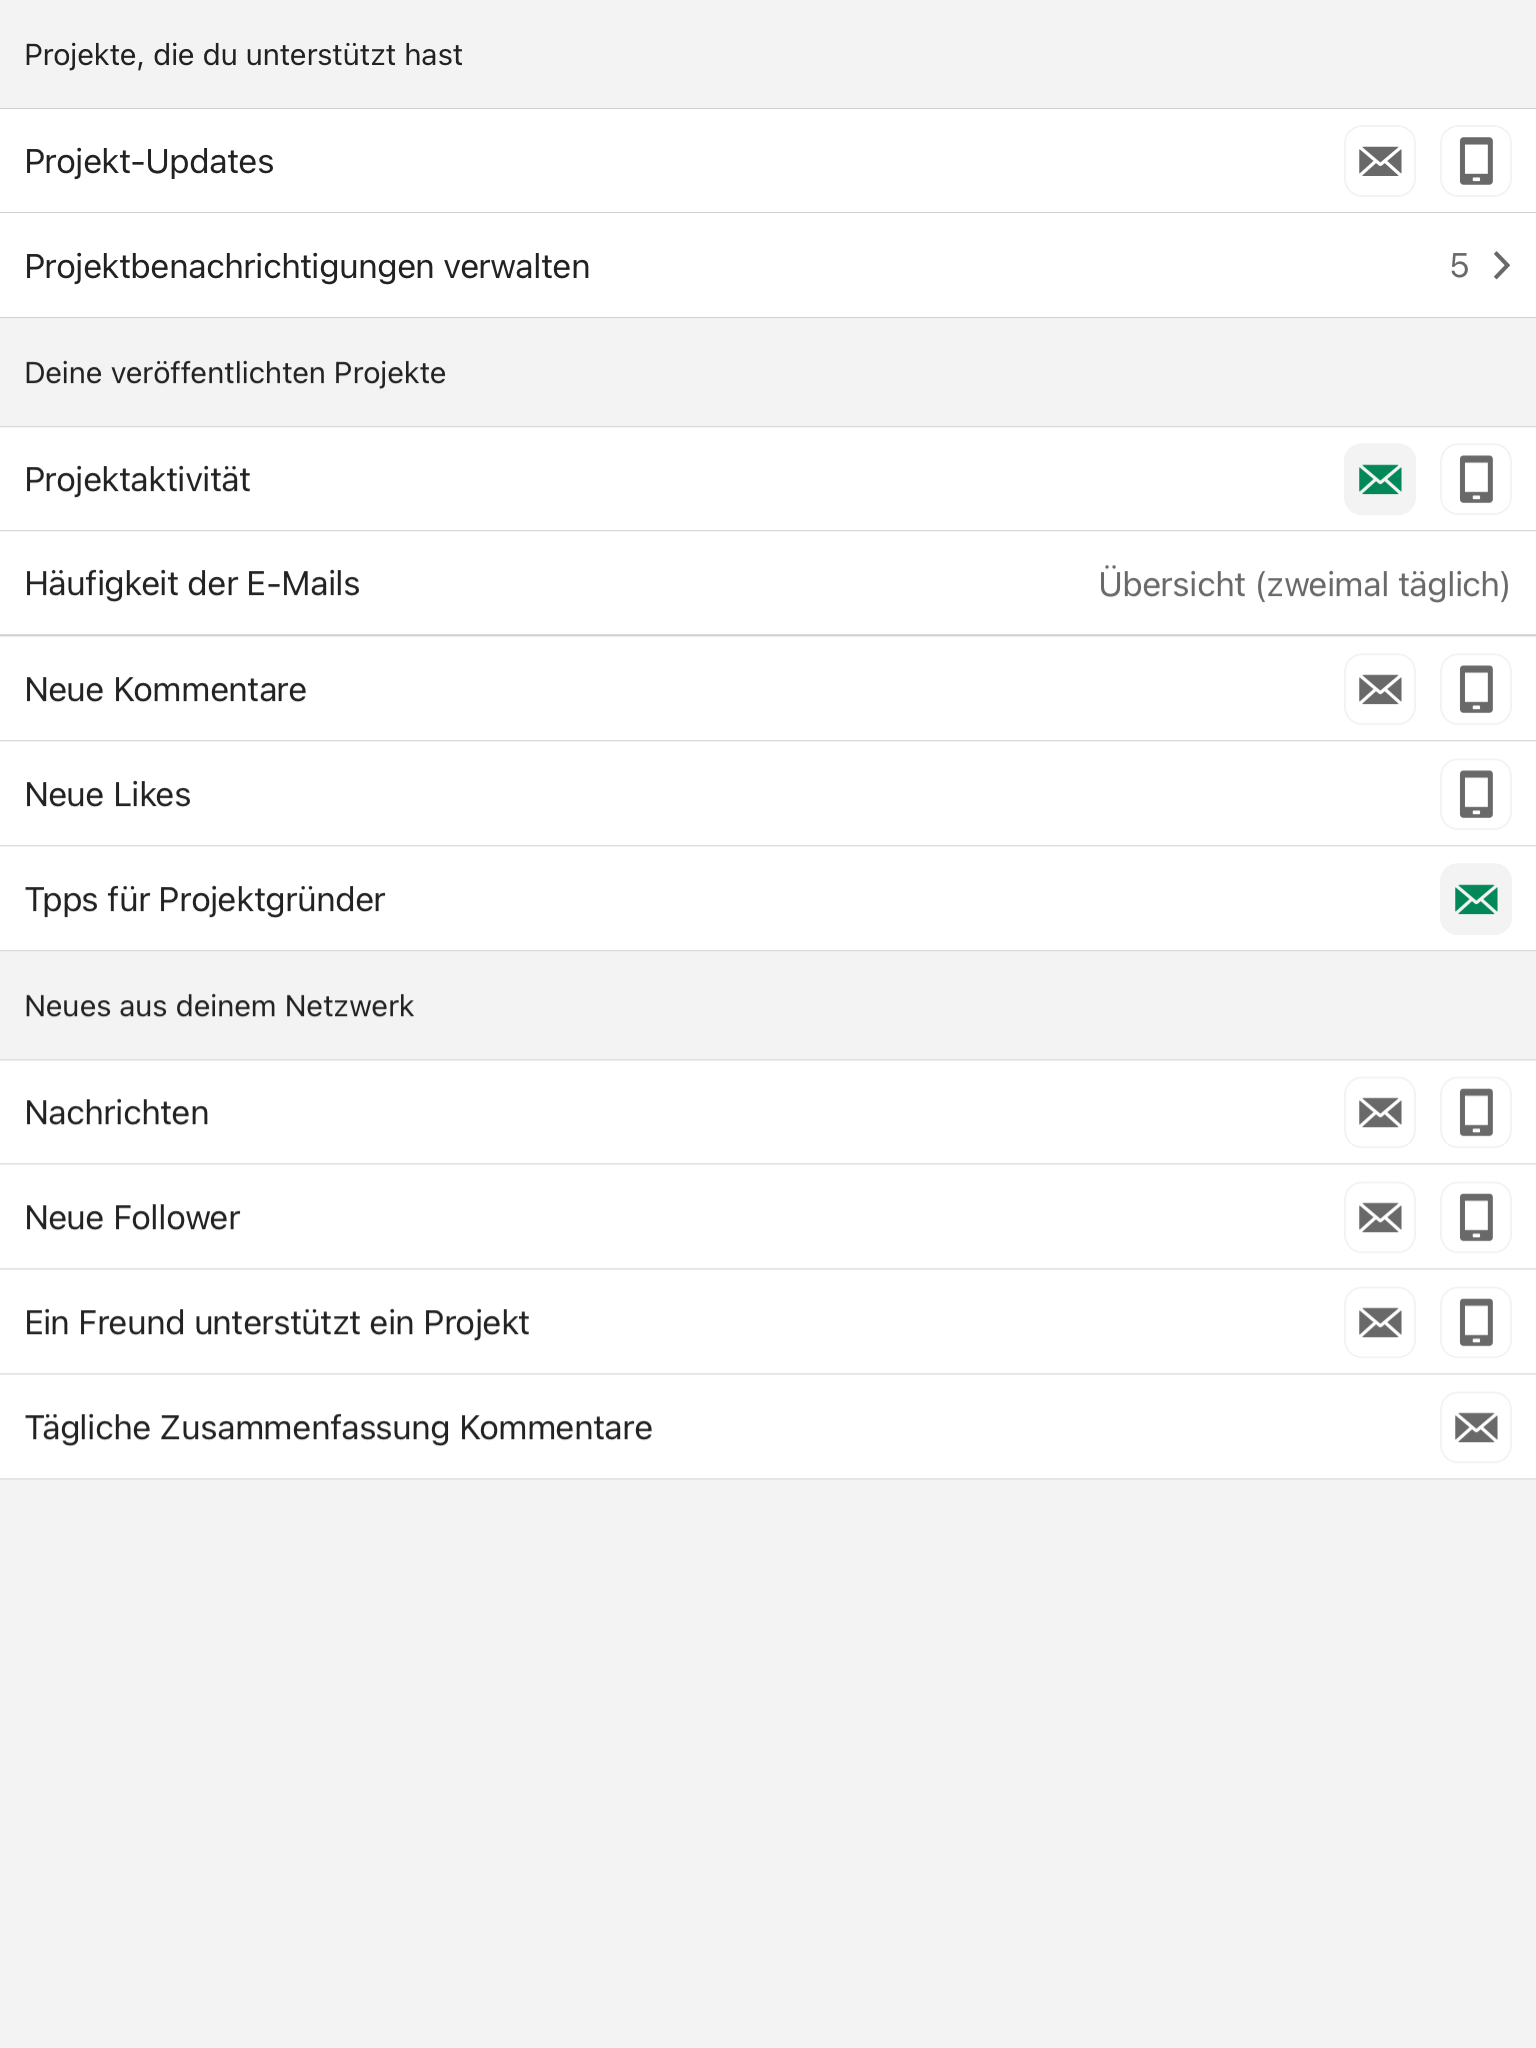 Projekte, die du unterstützt hast
Projekt-Updates
Projektbenachrichtigungen verwalten 5
Deine veröffentlichten Projekte
Projektaktivität
Häufigkeit der E-Mails Übersicht (zweimal täglich)
Neue Kommentare
Neue Likes
Tpps für Projektgründer
Neues aus deinem Netzwerk
Nachrichten
Neue Follower
Ein Freund unterstützt ein Projekt
Tägliche Zusammenfassung Kommentare